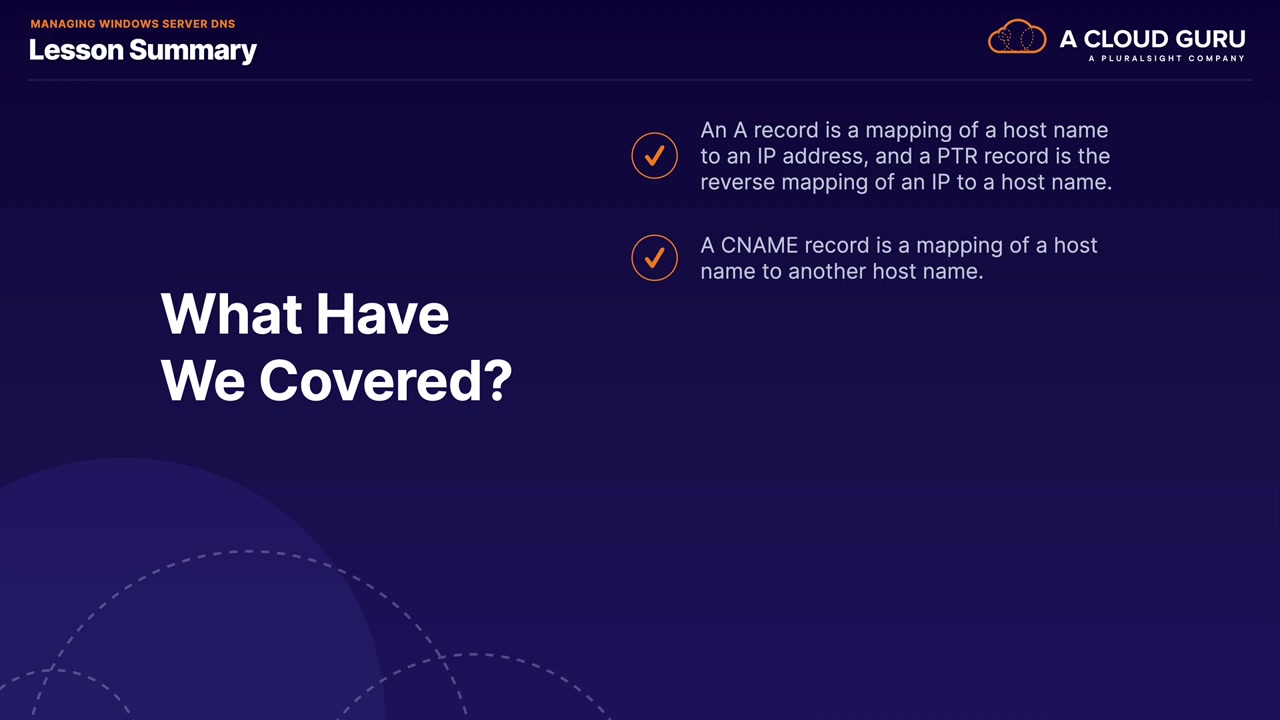 MANAGING WINDOWS SERVER DNS
Lesson Summary
A CLOUD GURU
A PLURALSIGHT COMPANY
What Have
We Covered?
An A record is a mapping of a host name
to an IP address, and a PTR record is the
reverse mapping of an IP to a host name.
A CNAME record is a mapping of a host
name to another host name.